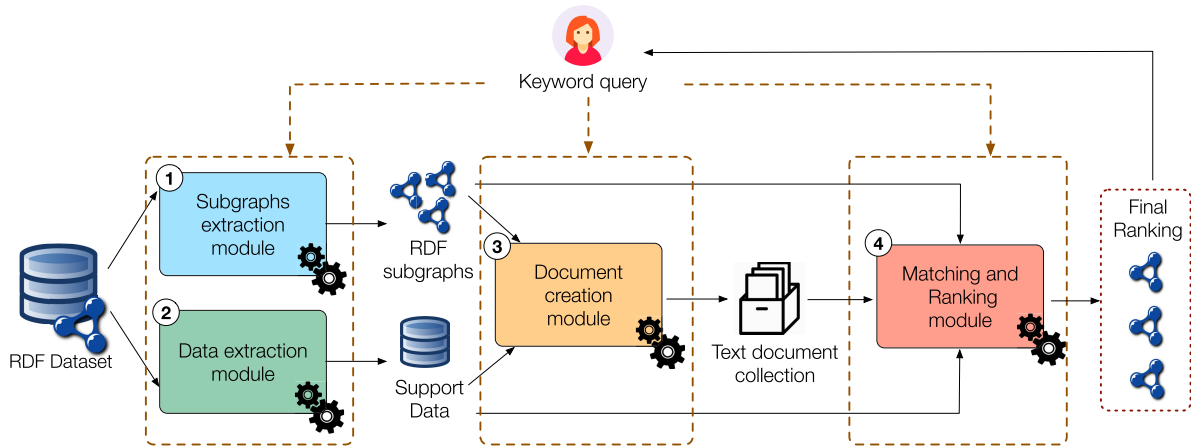 Keyword query
1
Subgraphs
extraction
module
RDF Dataset
2
Data extraction
module
RDF
subgraphs
Support
Data
3
Document
creation
module
Text document
collection
4
Matching and
Ranking
module
Final
Ranking